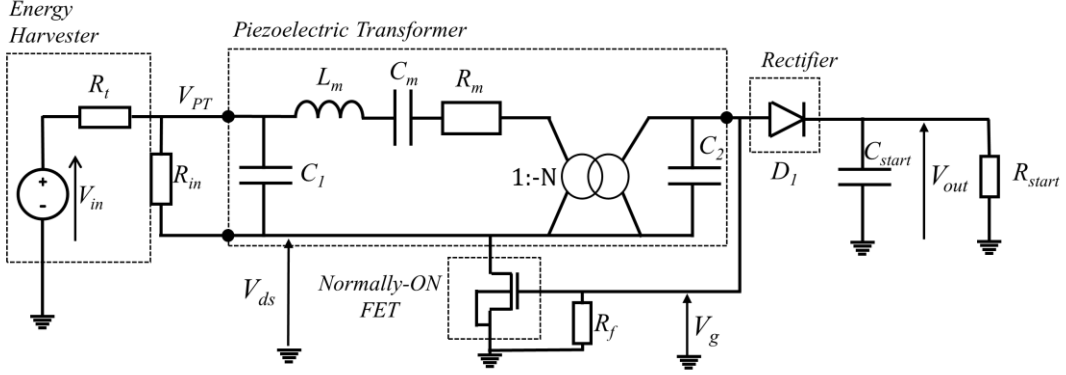 Energy
Harvester
Piezoelectric Transformer
Rectifier
R_t
V_PT
L_m
C_m
R_m
+
-
V_in
R_in
C_1
1:-N
C_2
D_1
C_start
V_out
R_start
V_ds
Normally-ON
FET
R_f
V_g